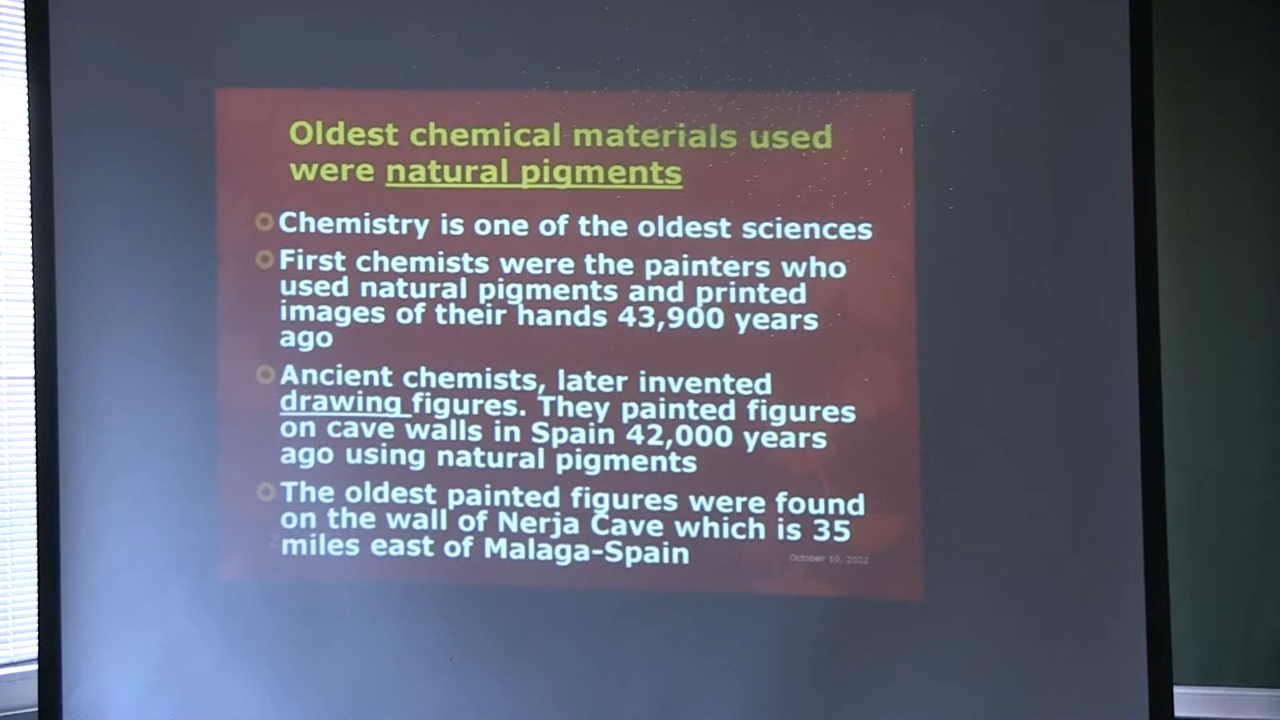 Oldest chemical materials used
were natural pigments
Chemistry is one of the oldest sciences
First chemists were the painters who
used natural pigments and printed
images of their hands 43,900 years
ago
Ancient chemists, later invented
drawing figures. They painted figures
on cave walls in Spain 42,000 years
ago using natural pigments
The oldest painted figures were found
on the wall of Nerja Cave which is 35
miles east of Malaga-Spain
October 10, 2022